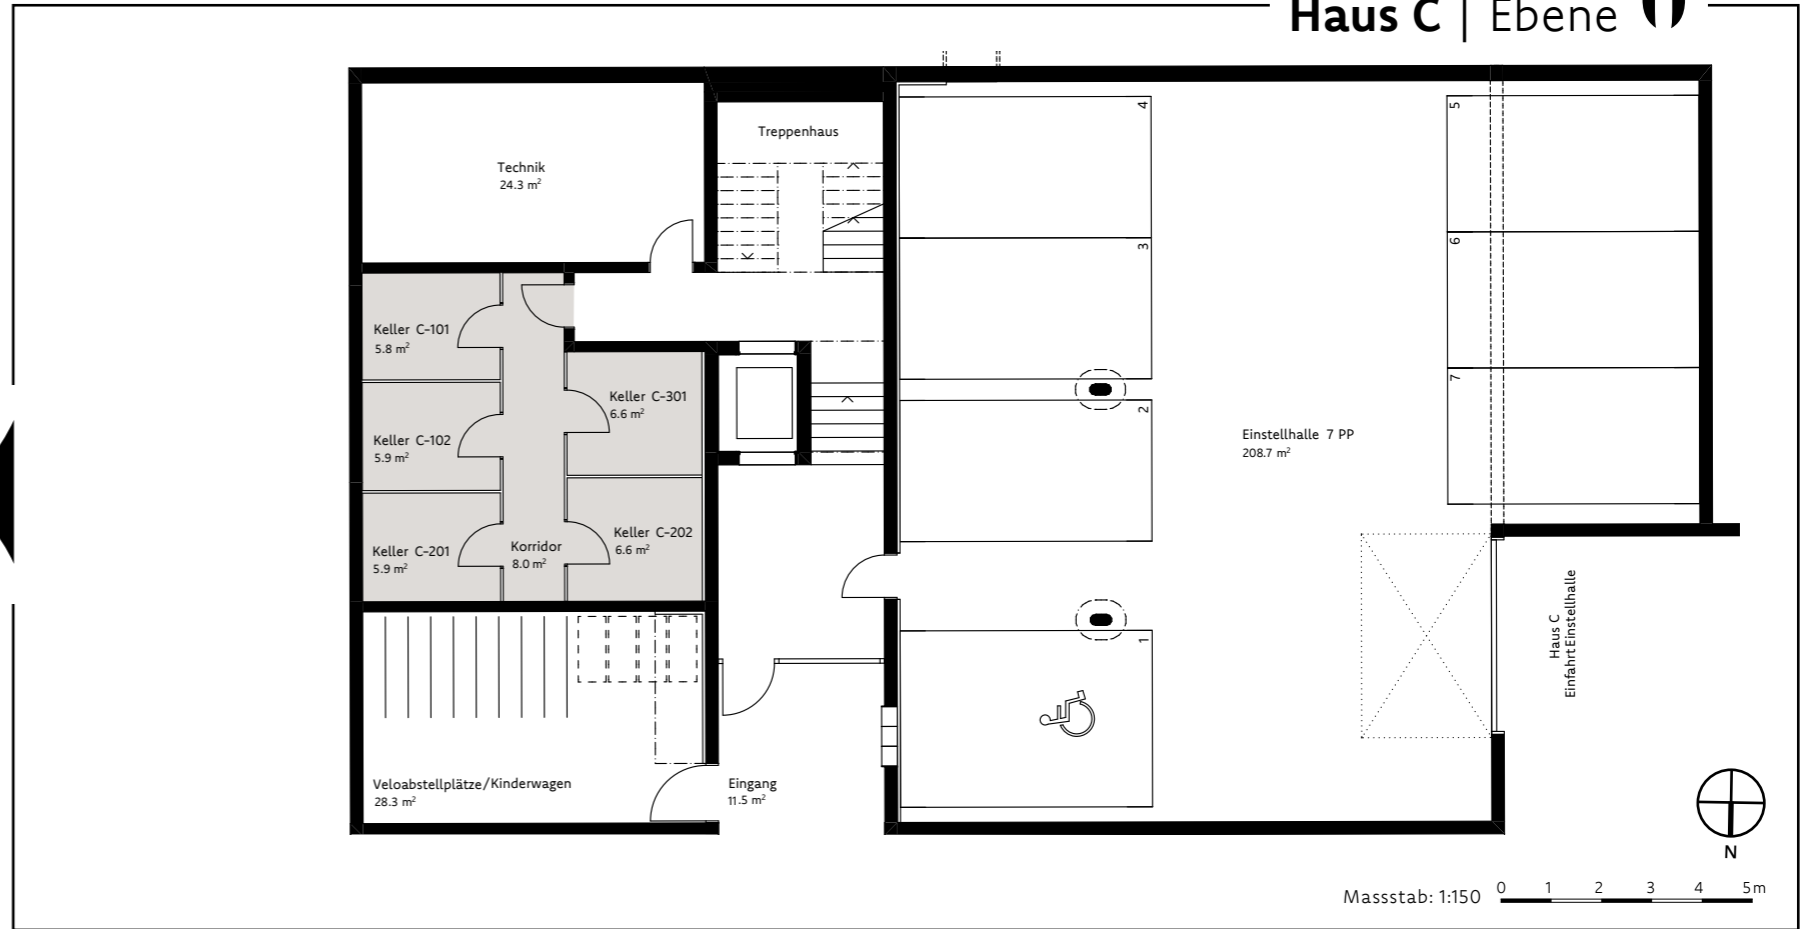 Haus C | Ebene
Treppenhaus
4
5
Technik
24.3 m²
3
6
Keller C-101
5.8 m²
7
Keller C-301
6.6 m²
2
Keller C-102
5.9 m²
Einstellhalle 7 PP
208.7 m²
Keller C-202
6.6 m²
Keller C-201
5.9 m²
Korridor
8.0 m²
Haus C
Einfahrt Einstellhalle
1
Veloabstellplätze/Kinderwagen
28.3 m²
Eingang
11.5 m²
N
Massstab: 1:150
0 1 2 3 4 5m